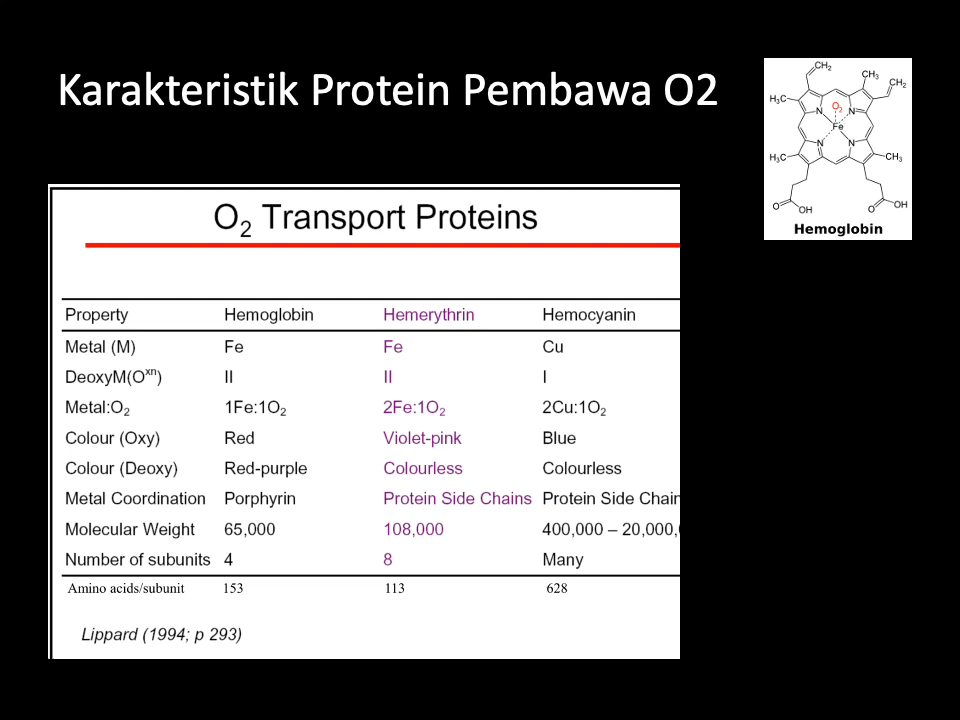 Karakteristik Protein Pembawa O2
CH₂
CH₃
CH₂
H₃C
O₂
N
N
Fe
N
N
H₃C
CH₃
O
OH
O
OH
Hemoglobin
O₂ Transport Proteins
Property Hemoglobin Hemerythrin Hemocyanin
Metal (M) Fe Fe Cu
DeoxyM(Oˣⁿ) II II I
Metal:O₂ 1Fe:1O₂ 2Fe:1O₂ 2Cu:1O₂
Colour (Oxy) Red Violet-pink Blue
Colour (Deoxy) Red-purple Colourless Colourless
Metal Coordination Porphyrin Protein Side Chains Protein Side Chain
Molecular Weight 65,000 108,000 400,000 – 20,000,
Number of subunits 4 8 Many
Amino acids/subunit 153 113 628
Lippard (1994; p 293)